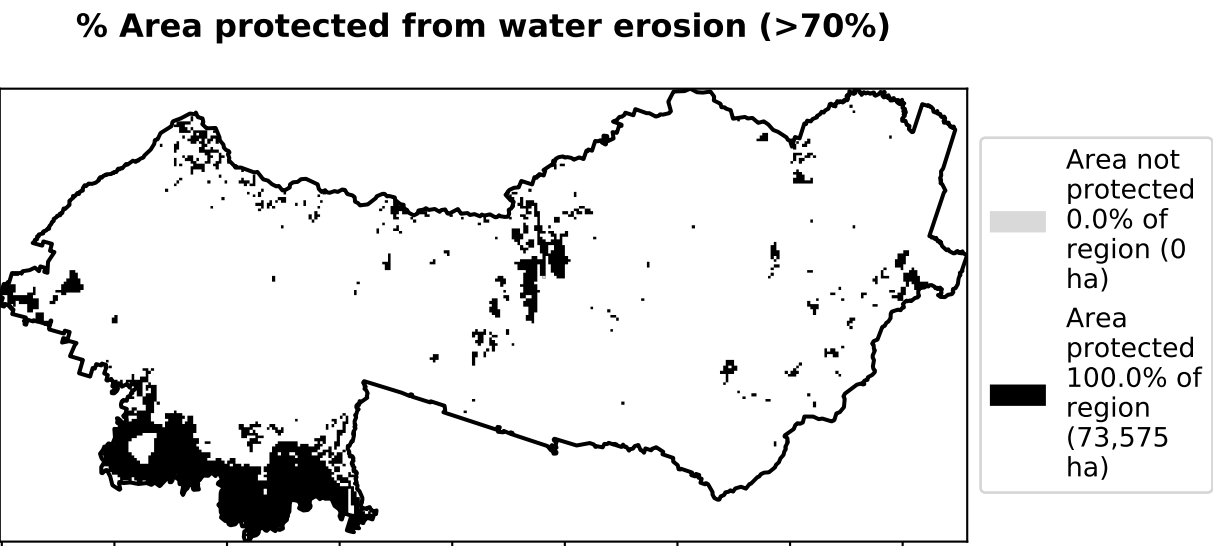 % Area protected from water erosion (>70%)
Area not
protected
0.0% of
region (0
ha)
Area
protected
100.0% of
region
(73,575
ha)